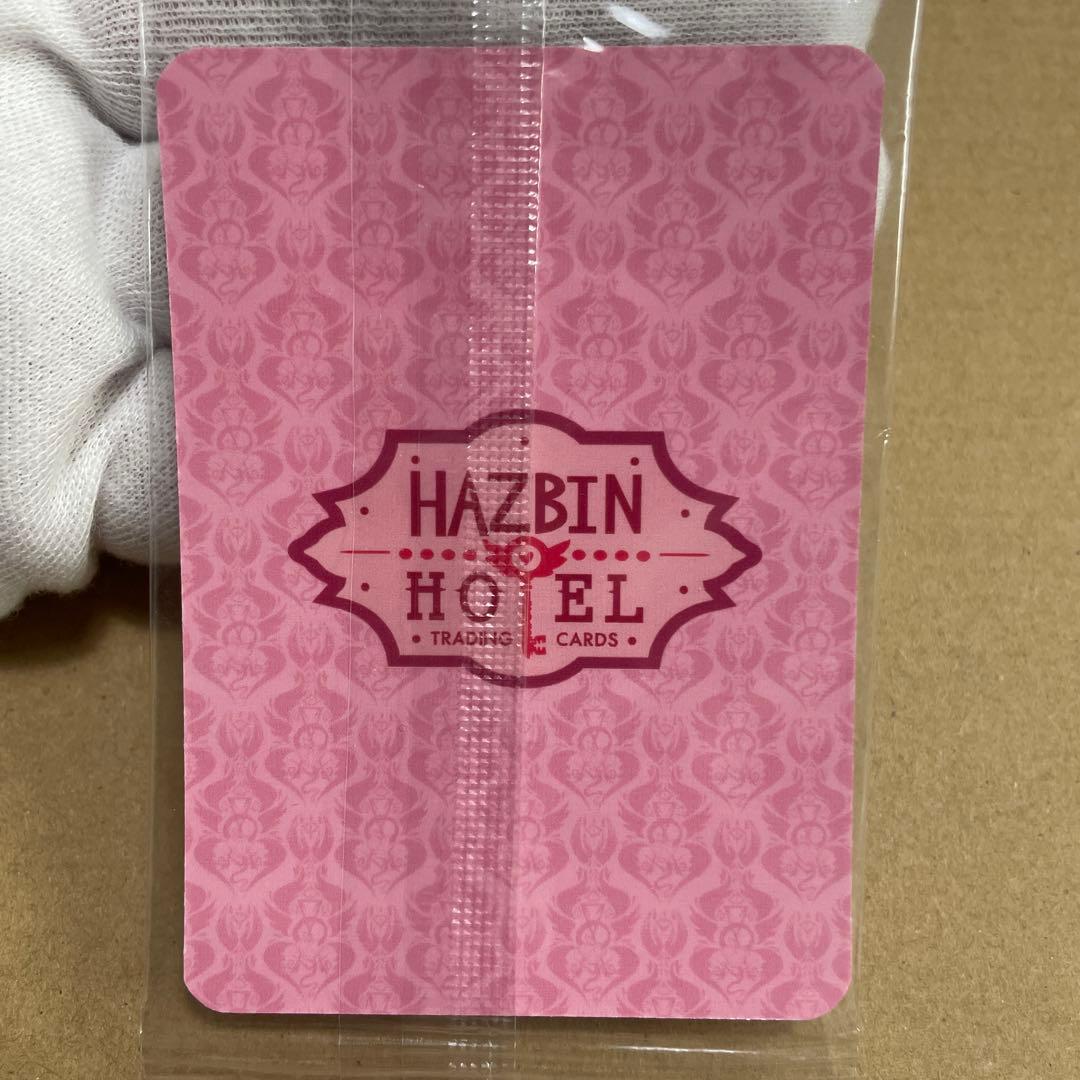 HAZBIN
HOTEL
• TRADING CARDS •